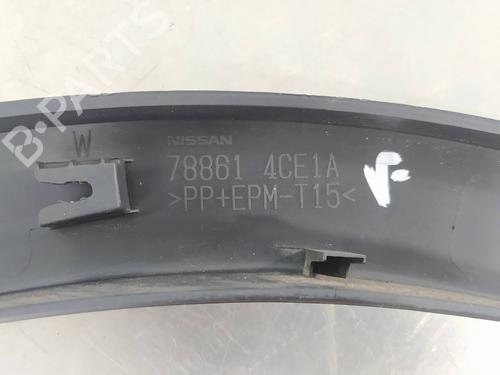 B-PARTS
W
NISSAN
78861 4CE1A
>PP+EPM-T15<